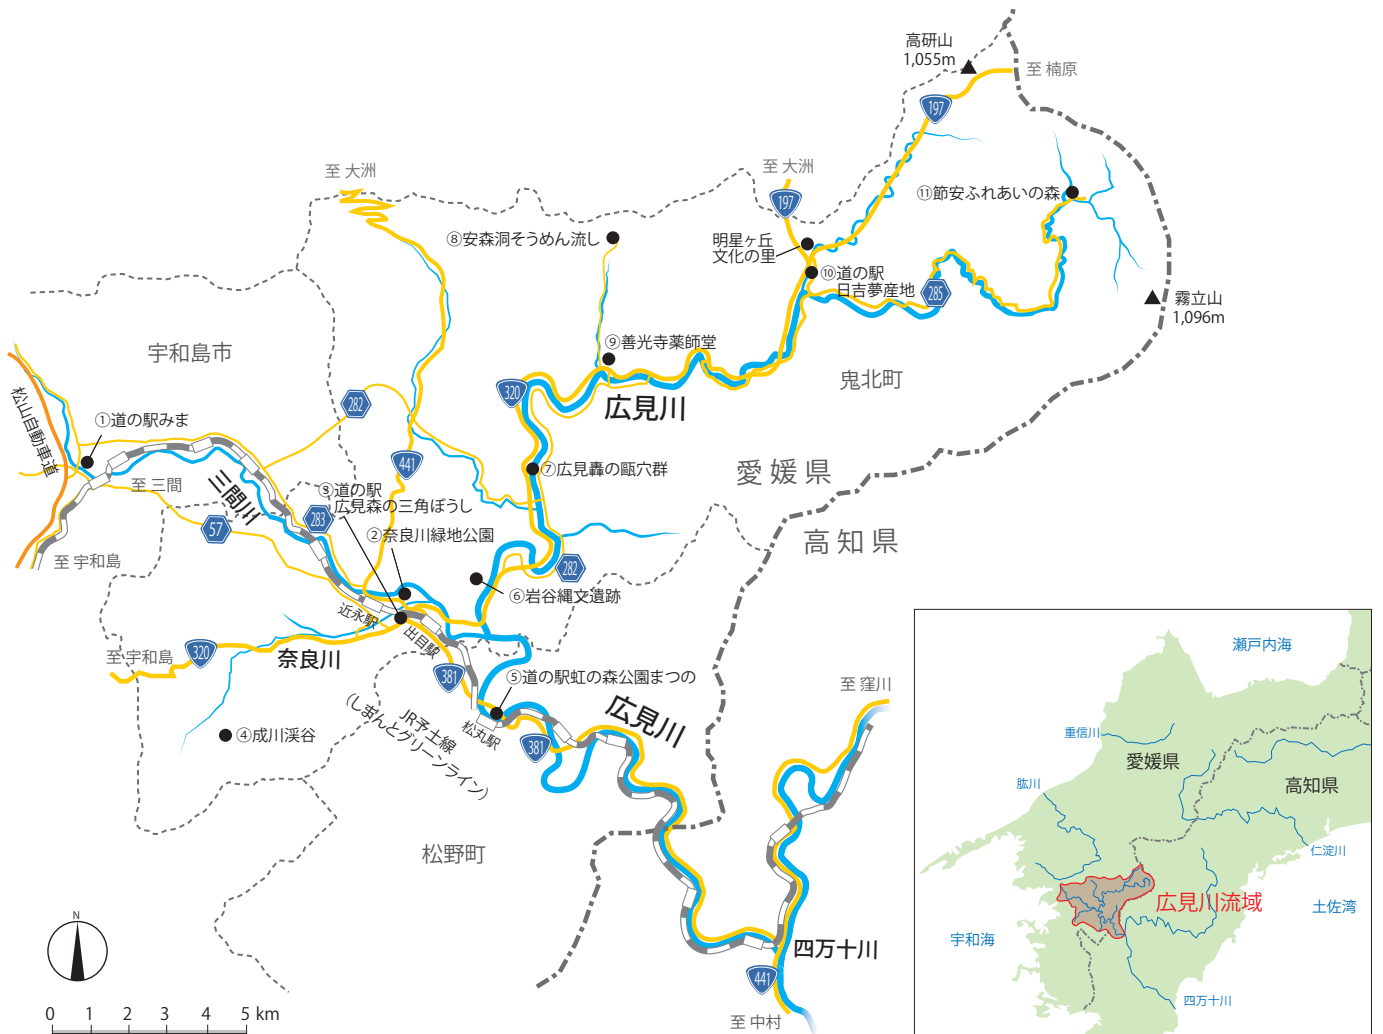 高研山
1,055m
至 楠原
197
至 大洲
至 大洲
197
⑪節安ふれあいの森
⑧安森洞そうめん流し
明星ヶ丘
文化の里
⑩道の駅
日吉夢産地
285
霧立山
1,096m
宇和島市
⑨善光寺薬師堂
鬼北町
320
広見川
松山自動車道
282
①道の駅みま
441
⑦広見轟の甌穴群
愛媛県
至 三間
三間川
③道の駅
広見森の三角ぼうし
283
57
②奈良川緑地公園
高知県
至 宇和島
282
⑥岩谷縄文遺跡
近永駅
出目駅
至 宇和島
320
奈良川
381
⑤道の駅虹の森公園まつの
至 窪川
広見川
JR予土線
(しまんとグリーンライン)
松丸駅
381
④成川渓谷
松野町
四万十川
441
至 中村
N
0 1 2 3 4 5 km
瀬戸内海
重信川
愛媛県
肱川
高知県
仁淀川
広見川流域
土佐湾
宇和海
四万十川